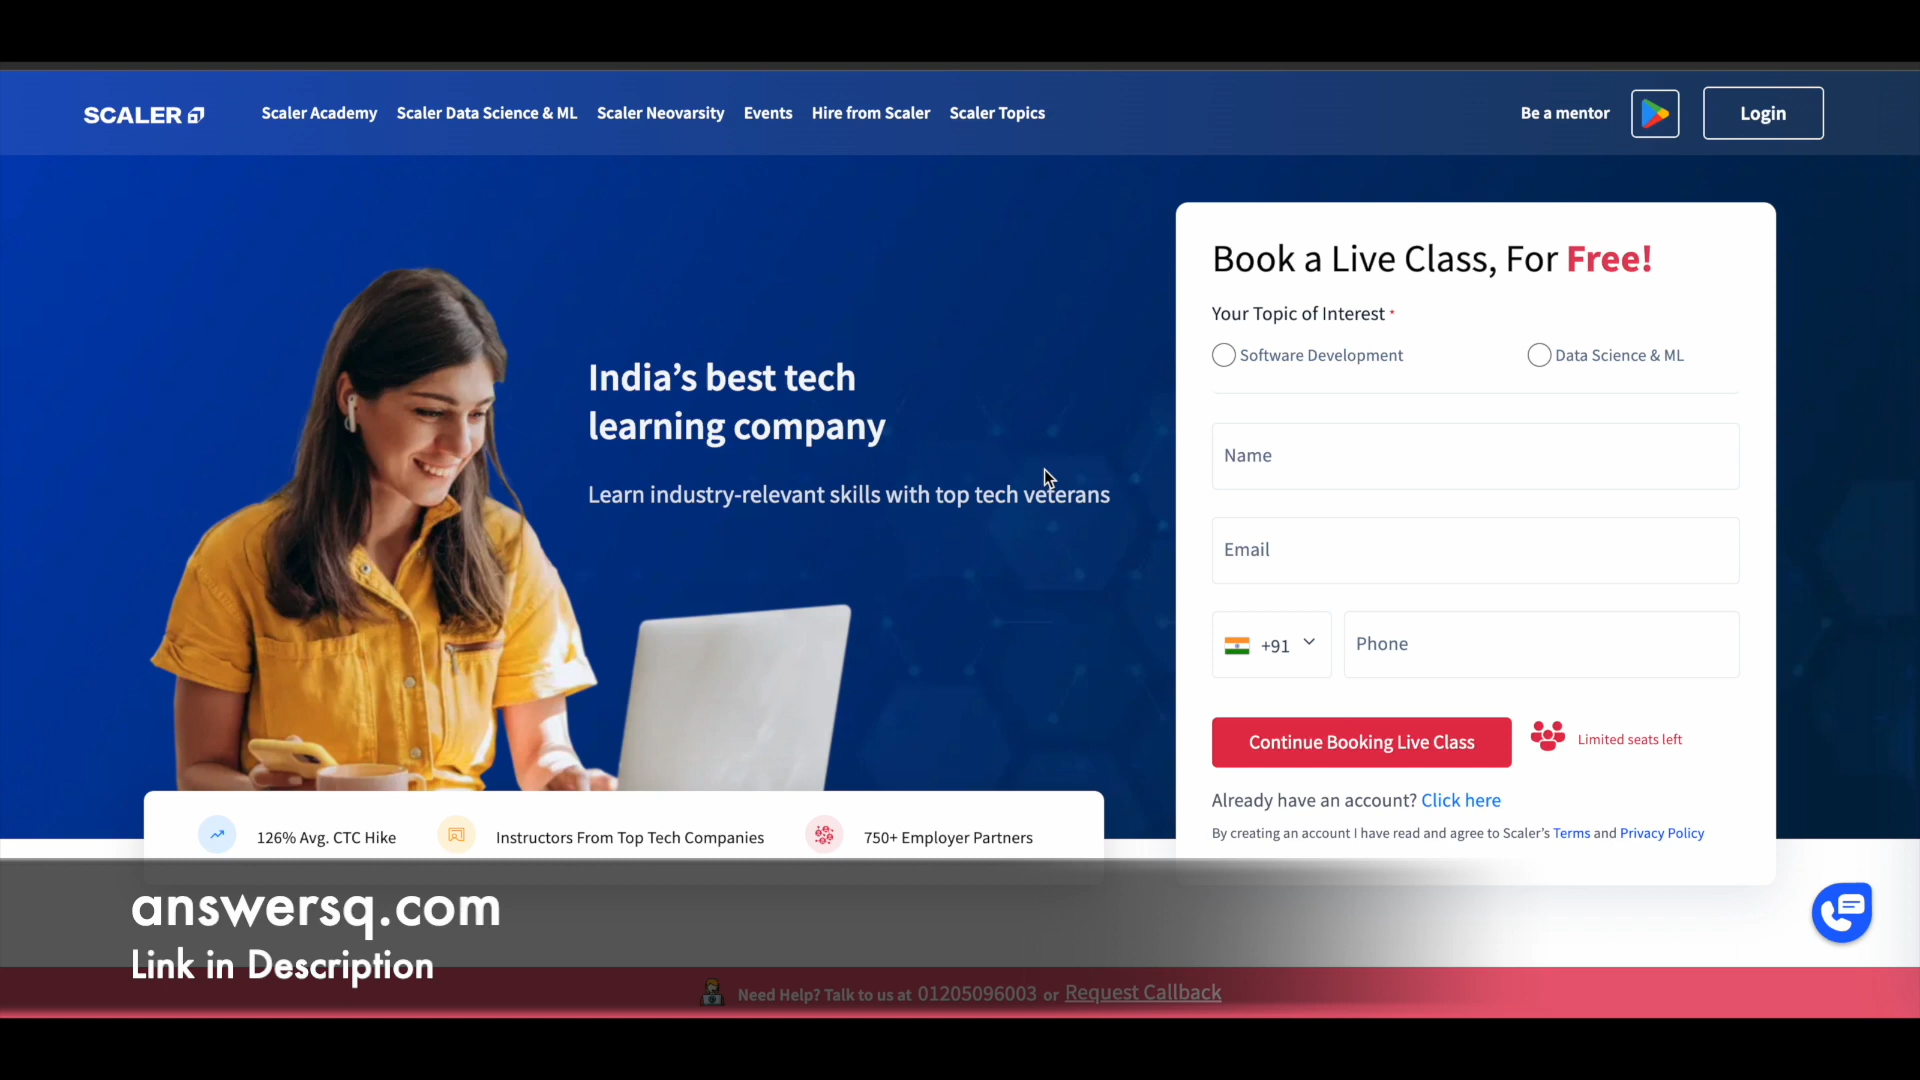 SCALER
Scaler Academy
Scaler Data Science & ML
Scaler Neovarsity
Events
Hire from Scaler
Scaler Topics
Be a mentor
Login
India’s best tech
learning company
Learn industry-relevant skills with top tech veterans
Book a Live Class, For Free!
Your Topic of Interest *
Software Development
Data Science & ML
Name
Email
+91
Phone
Continue Booking Live Class
Limited seats left
Already have an account? Click here
By creating an account I have read and agree to Scaler’s Terms and Privacy Policy
126% Avg. CTC Hike
Instructors From Top Tech Companies
750+ Employer Partners
answersq.com
Link in Description
Need Help? Talk to us at 01205096003 or Request Callback